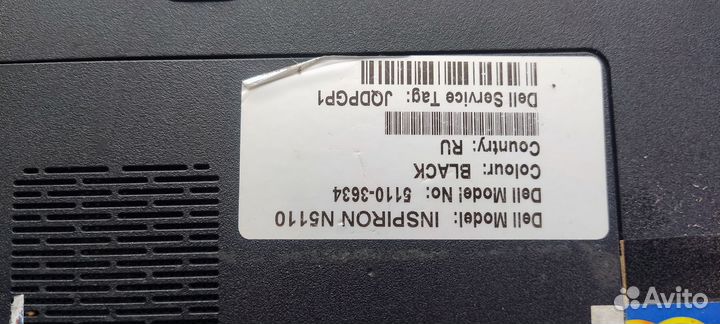 Dell Model: INSPIRON N5110
Dell Model No: 5110-3634
Colour: BLACK
Country: RU
Dell Service Tag: JQDPGP1
Avito